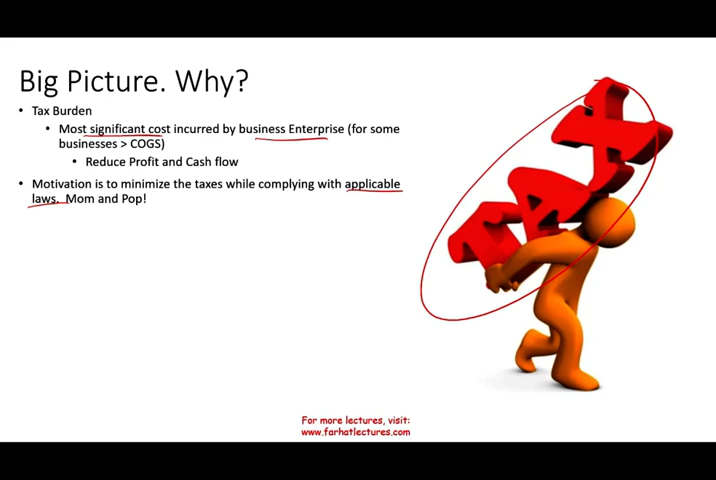 Big Picture. Why?
• Tax Burden
• Most significant cost incurred by business Enterprise (for some
businesses > COGS)
• Reduce Profit and Cash flow
• Motivation is to minimize the taxes while complying with applicable
laws. Mom and Pop!
TAX
For more lectures, visit:
www.farhatlectures.com